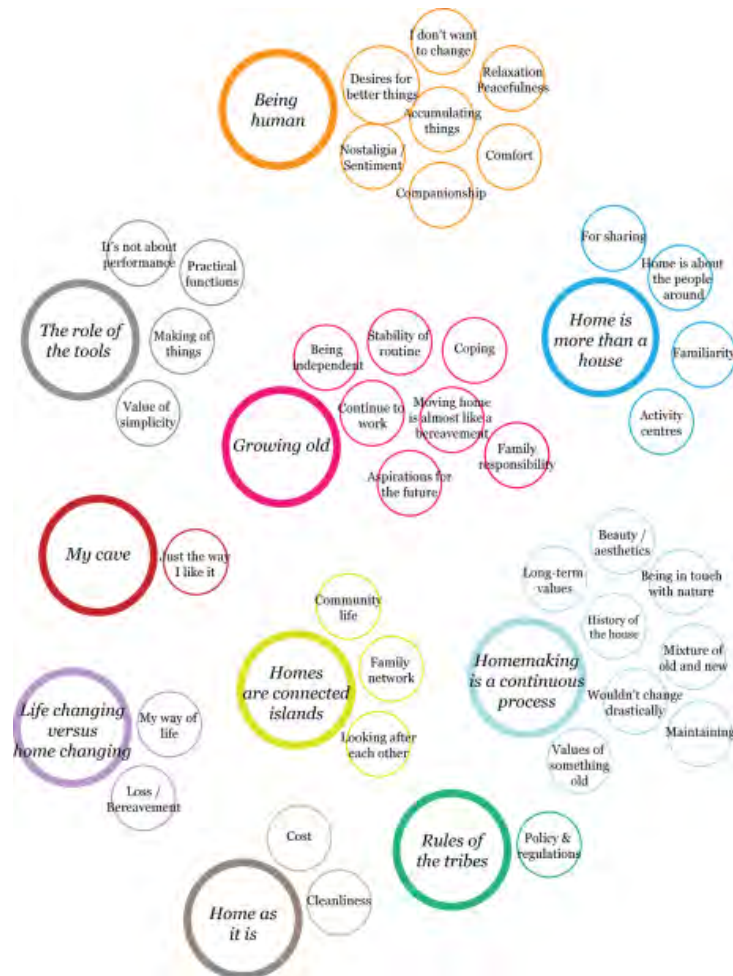 Being
human
I don't want
to change
Desires for
better things
Relaxation
Peacefulness
Accumulating
things
Nostaligia /
Sentiment
Comfort
Companionship
It's not about
performance
Practical
functions
The role of
the tools
Making of
things
Value of
simplicity
For sharing
Home is about
the people
around
Home is
more than a
house
Familiarity
Activity
centres
Being
independent
Stability of
routine
Coping
Continue to
work
Moving home
is almost like a
bereavement
Growing old
Family
responsibility
Aspirations for
the future
My cave
Just the way
I like it
Community
life
Homes
are connected
islands
Family
network
Looking after
each other
Beauty /
aesthetics
Long-term
values
Being in touch
with nature
History of
the house
Homemaking
is a continuous
process
Mixture of
old and new
Wouldn't change
drastically
Maintaining
Values of
something
old
Life changing
versus
home changing
My way of
life
Loss /
Bereavement
Cost
Home as
it is
Cleanliness
Rules of
the tribes
Policy &
regulations